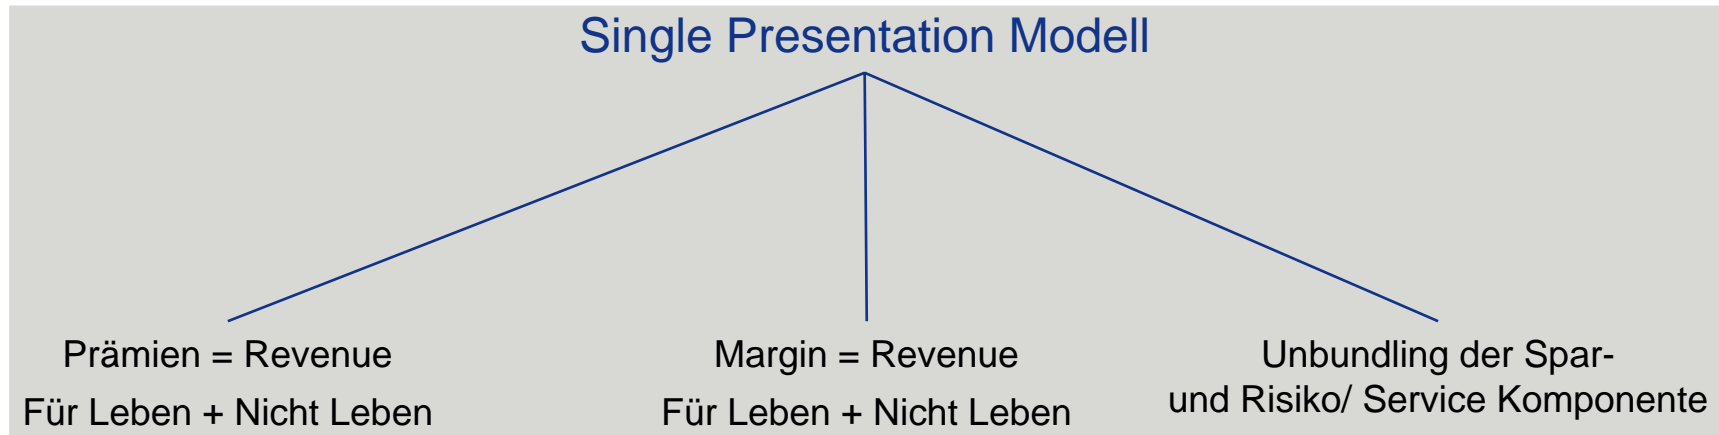 Single Presentation Modell
Prämien = Revenue
Für Leben + Nicht Leben
Margin = Revenue
Für Leben + Nicht Leben
Unbundling der Spar-
und Risiko/ Service Komponente